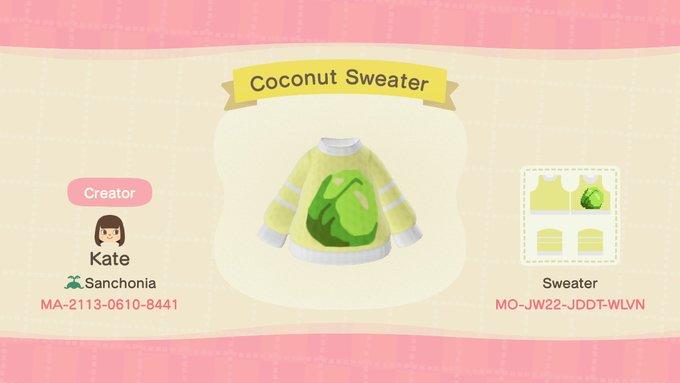 Coconut Sweater
Creator
Kate
Sanchonia
MA-2113-0610-8441
Sweater
MO-JW22-JDDT-WLVN